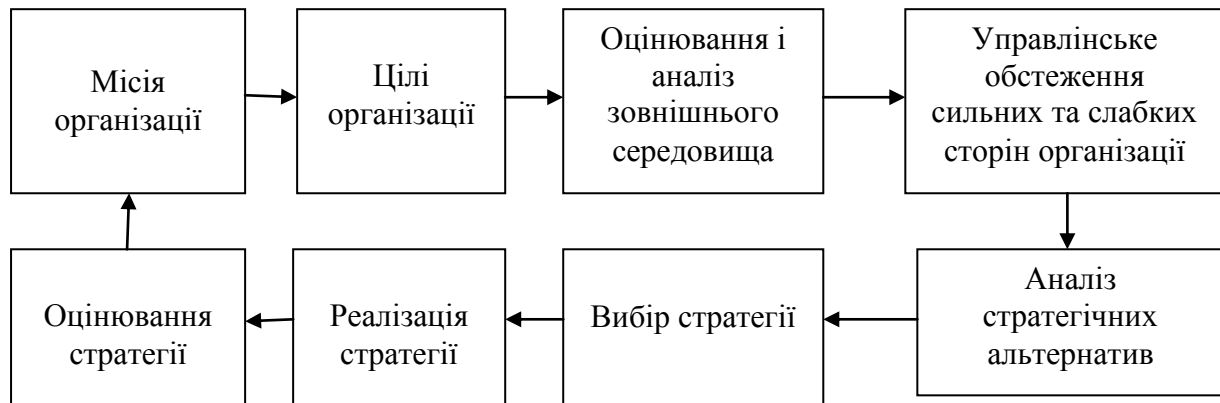 Місія
організації
Цілі
організації
Оцінювання і
аналіз
зовнішнього
середовища
Управлінське
обстеження
сильних та слабких
сторін організації
Аналіз
стратегічних
альтернатив
Вибір стратегії
Реалізація
стратегії
Оцінювання
стратегії